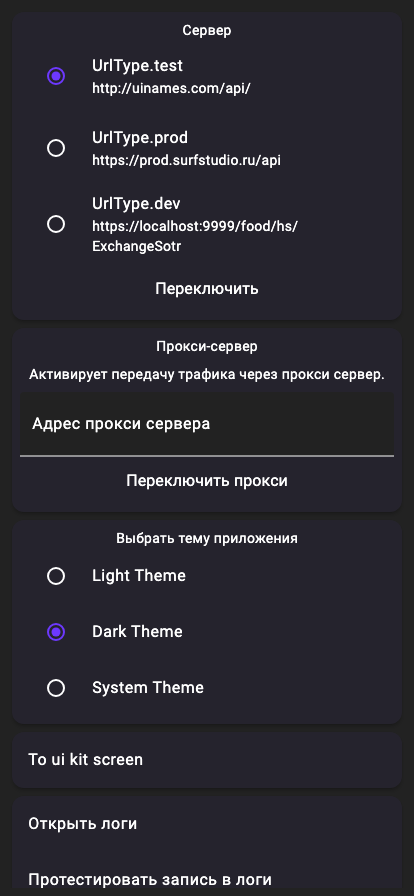 Сервер
UrlType.test
http://uinames.com/api/
UrlType.prod
https://prod.surfstudio.ru/api
UrlType.dev
https://localhost:9999/food/hs/
ExchangeSotr
Переключить
Прокси-сервер
Активирует передачу трафика через прокси сервер.
Адрес прокси сервера
Переключить прокси
Выбрать тему приложения
Light Theme
Dark Theme
System Theme
To ui kit screen
Открыть логи
Протестировать запись в логи